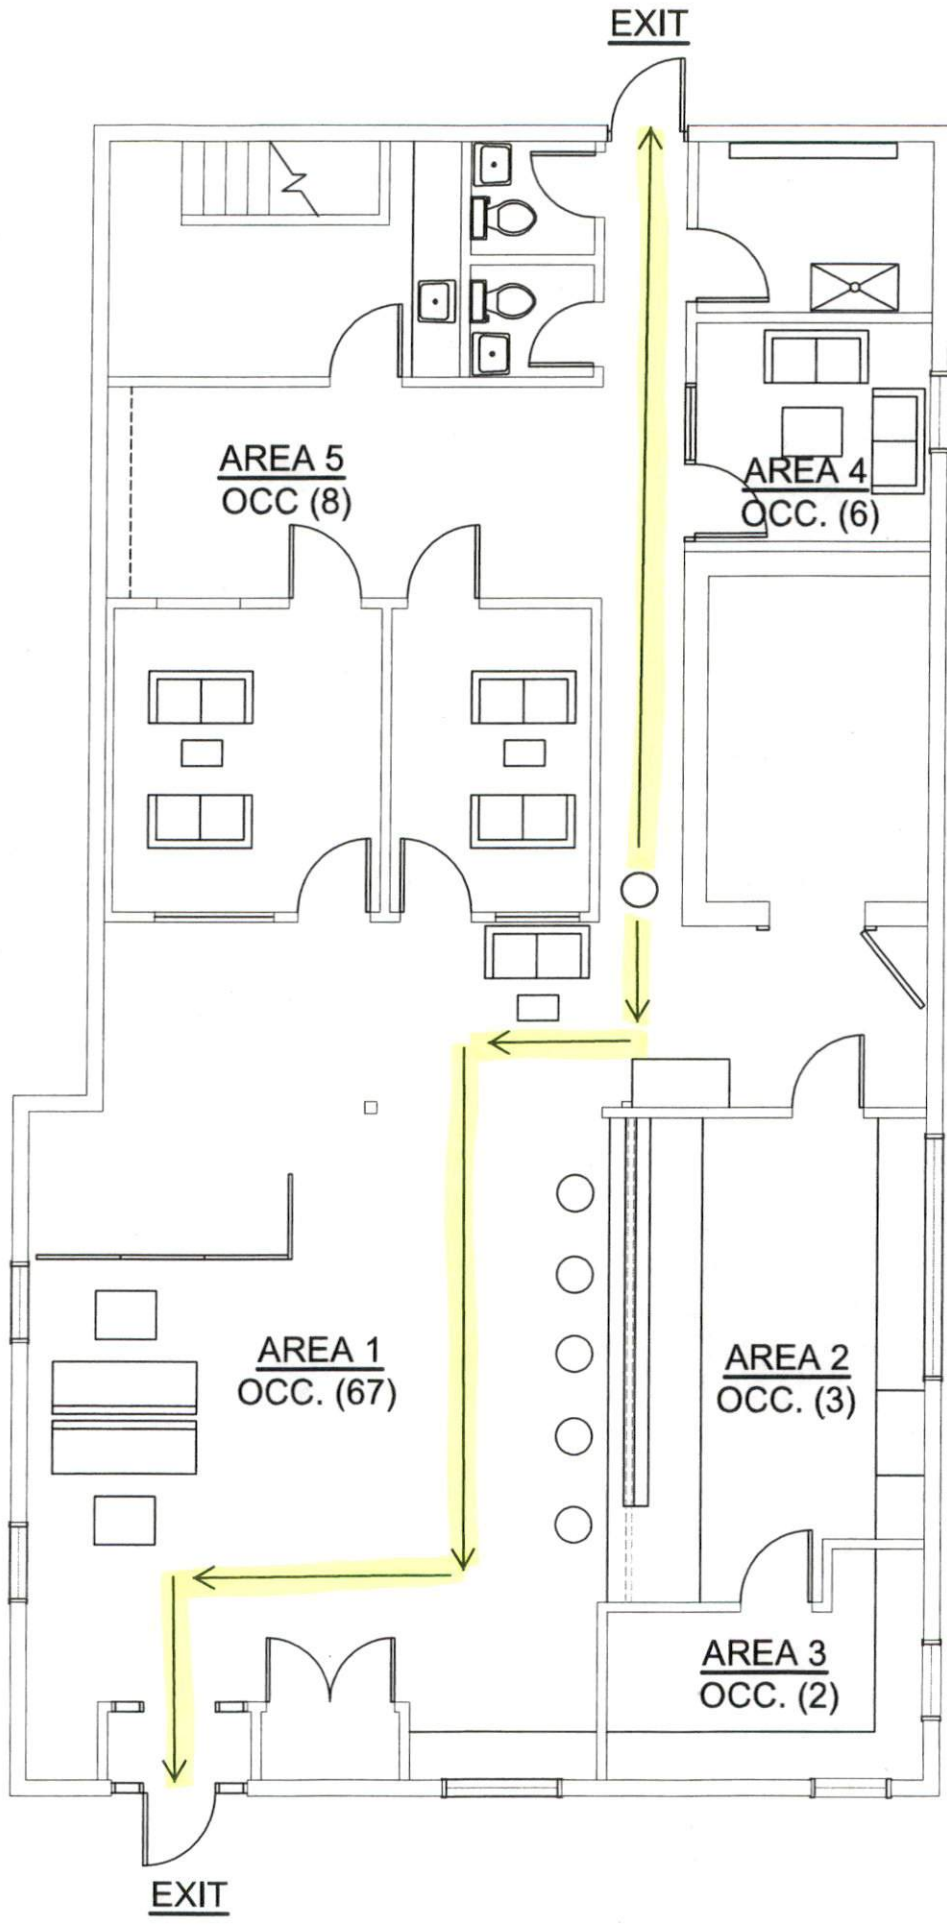 EXIT
AREA 5
OCC (8)
AREA 4
OCC. (6)
AREA 1
OCC. (67)
AREA 2
OCC. (3)
AREA 3
OCC. (2)
EXIT